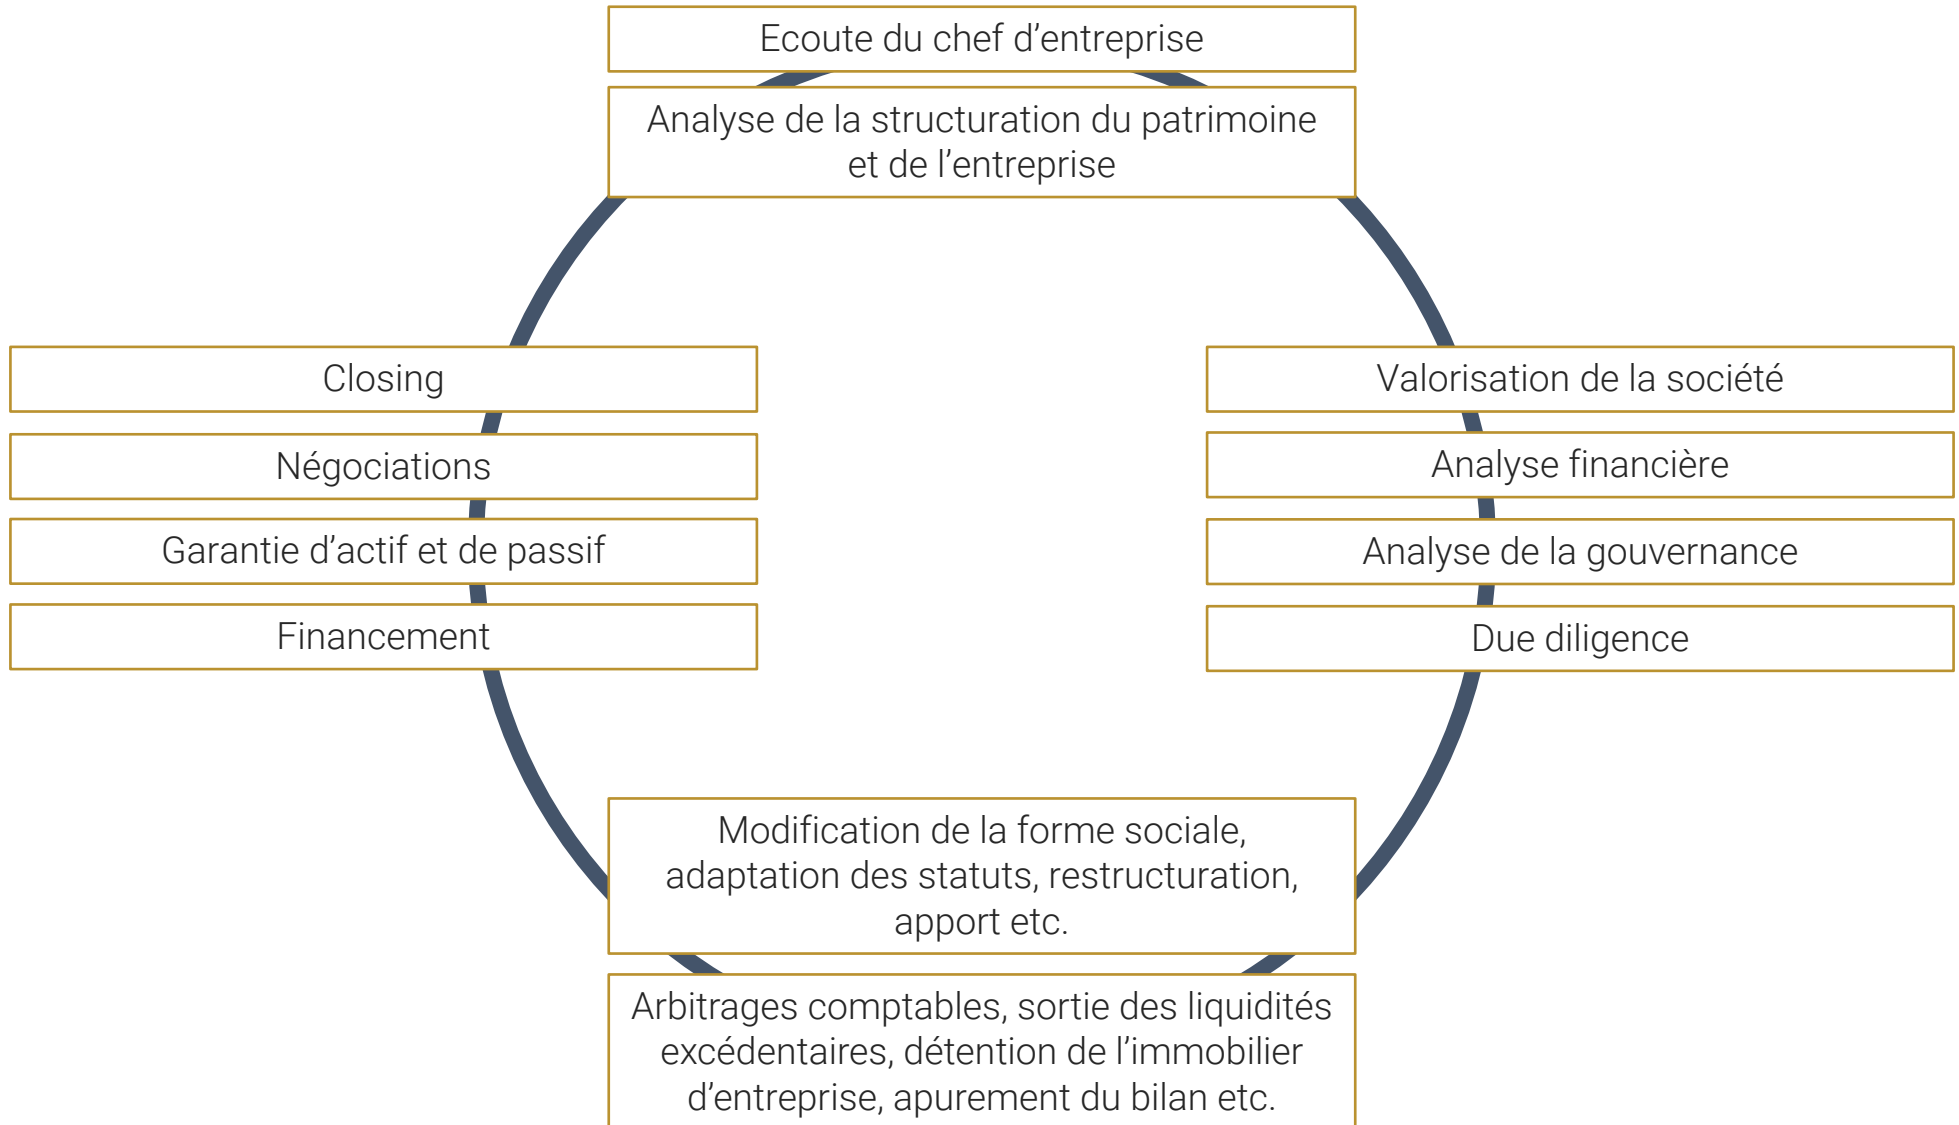 Ecoute du chef d’entreprise
Analyse de la structuration du patrimoine
et de l’entreprise
Closing
Négociations
Garantie d’actif et de passif
Financement
Valorisation de la société
Analyse financière
Analyse de la gouvernance
Due diligence
Modification de la forme sociale,
adaptation des statuts, restructuration,
apport etc.
Arbitrages comptables, sortie des liquidités
excédentaires, détention de l’immobilier
d’entreprise, apurement du bilan etc.